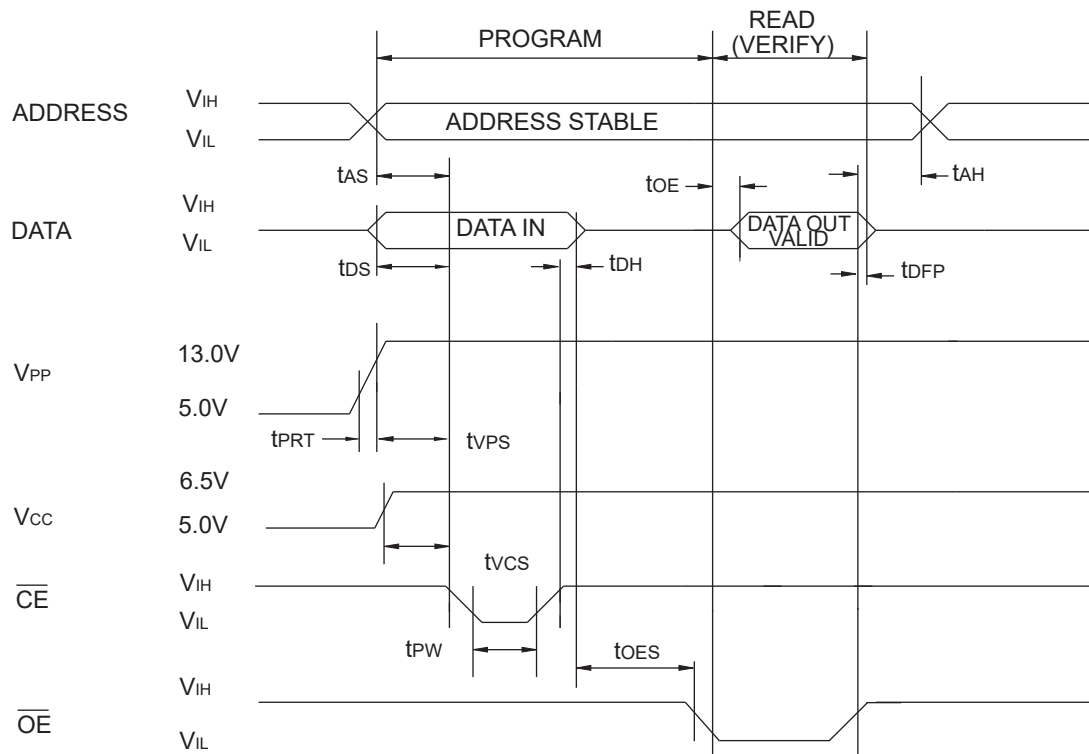 READ
(VERIFY)
PROGRAM
ADDRESS
VIH
VIL
ADDRESS STABLE
tAS
tOE
tAH
DATA
VIH
VIL
DATA IN
DATA OUT
VALID
tDS
tDH
tDFP
VPP
13.0V
5.0V
tPRT
tVPS
VCC
6.5V
5.0V
tVCS
CE
VIH
VIL
tPW
tOES
OE
VIH
VIL